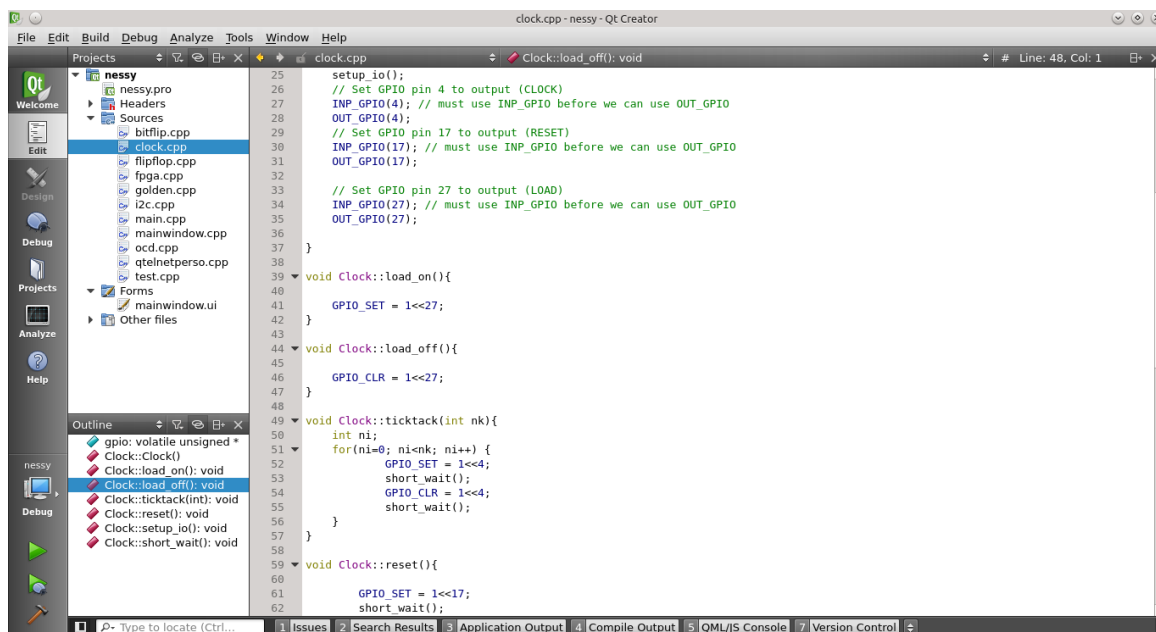 clock.cpp - nessy - Qt Creator
File Edit Build Debug Analyze Tools Window Help
Projects
clock.cpp
Clock::load_off(): void
# Line: 48, Col: 1
Qt
Welcome
Edit
Design
Debug
Projects
Analyze
Help
nessy
Debug
nessy
nessy.pro
Headers
Sources
bitflip.cpp
clock.cpp
flipflop.cpp
fpga.cpp
golden.cpp
i2c.cpp
main.cpp
mainwindow.cpp
ocd.cpp
qtelnetperso.cpp
test.cpp
Forms
mainwindow.ui
Other files
Outline
gpio: volatile unsigned *
Clock::Clock()
Clock::load_on(): void
Clock::load_off(): void
Clock::ticktack(int): void
Clock::reset(): void
Clock::setup_io(): void
Clock::short_wait(): void
25 setup_io();
26 // Set GPIO pin 4 to output (CLOCK)
27 INP_GPIO(4); // must use INP_GPIO before we can use OUT_GPIO
28 OUT_GPIO(4);
29 // Set GPIO pin 17 to output (RESET)
30 INP_GPIO(17); // must use INP_GPIO before we can use OUT_GPIO
31 OUT_GPIO(17);
32
33 // Set GPIO pin 27 to output (LOAD)
34 INP_GPIO(27); // must use INP_GPIO before we can use OUT_GPIO
35 OUT_GPIO(27);
36
37 }
38
39 void Clock::load_on(){
40
41 GPIO_SET = 1<<27;
42 }
43
44 void Clock::load_off(){
45
46 GPIO_CLR = 1<<27;
47 }
48
49 void Clock::ticktack(int nk){
50 int ni;
51 for(ni=0; ni<nk; ni++) {
52 GPIO_SET = 1<<4;
53 short_wait();
54 GPIO_CLR = 1<<4;
55 short_wait();
56 }
57 }
58
59 void Clock::reset(){
60
61 GPIO_SET = 1<<17;
62 short_wait();
Type to locate (Ctrl...
1 Issues 2 Search Results 3 Application Output 4 Compile Output 5 QML/JS Console 7 Version Control